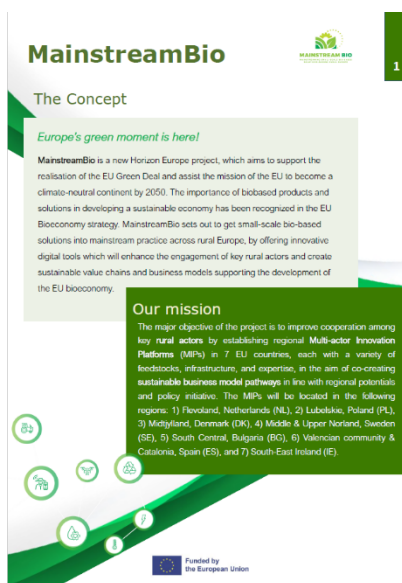 MainstreamBio
MAINSTREAM BIO
1
The Concept
Europe's green moment is here!
MainstreamBio is a new Horizon Europe project, which aims to support the
realisation of the EU Green Deal and assist the mission of the EU to become a
climate-neutral continent by 2050. The importance of biobased products and
solutions in developing a sustainable economy has been recognized in the EU
Bioeconomy strategy. MainstreamBio sets out to get small-scale bio-based
solutions into mainstream practice across rural Europe, by offering innovative
digital tools which will enhance the engagement of key rural actors and create
sustainable value chains and business models supporting the development of
the EU bioeconomy.
Our mission
The major objective of the project is to improve cooperation among
key rural actors by establishing regional Multi-actor Innovation
Platforms (MIPs) in 7 EU countries, each with a variety of
feedstocks, infrastructure, and expertise, in the aim of co-creating
sustainable business model pathways in line with regional potentials
and policy initiative. The MIPs will be located in the following
regions: 1) Flevoland, Netherlands (NL), 2) Lubelskie, Poland (PL),
3) Midtjylland, Denmark (DK), 4) Middle & Upper Norland, Sweden
(SE), 5) South Central, Bulgaria (BG), 6) Valencian community &
Catalonia, Spain (ES), and 7) South-East Ireland (IE).
Funded by
the European Union